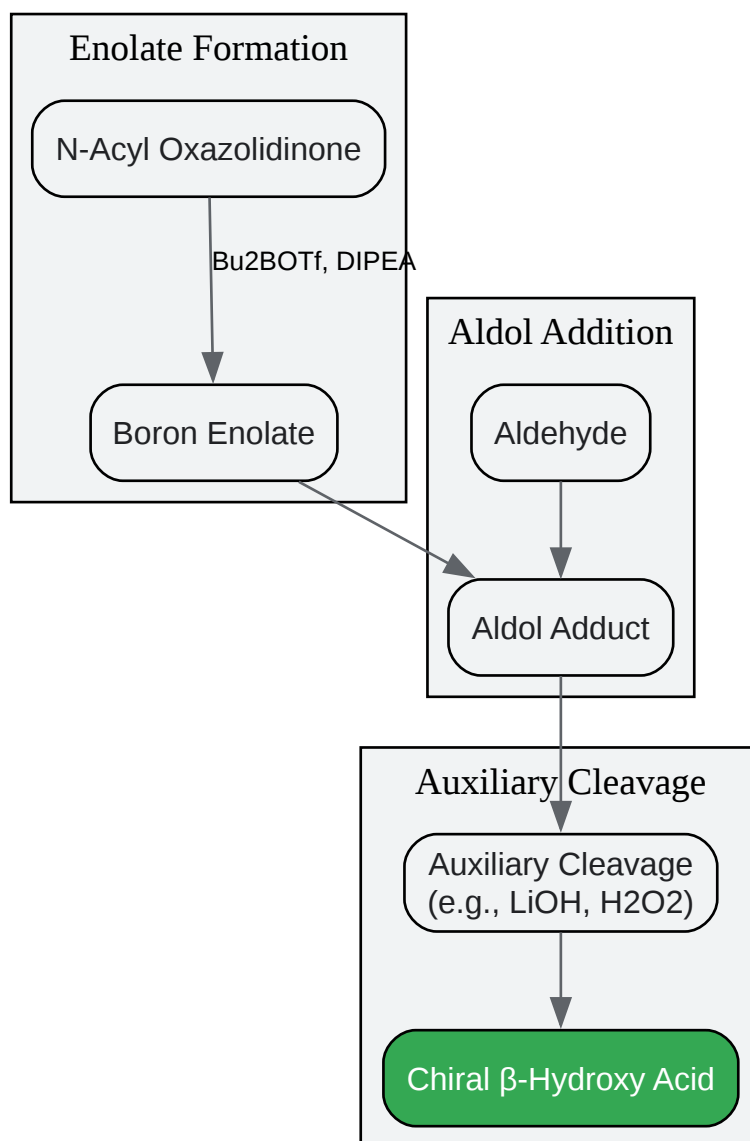 Enolate Formation
N-Acyl Oxazolidinone
Bu2BOTf, DIPEA
Boron Enolate
Aldol Addition
Aldehyde
Aldol Adduct
Auxiliary Cleavage
Auxiliary Cleavage
(e.g., LiOH, H2O2)
Chiral β-Hydroxy Acid